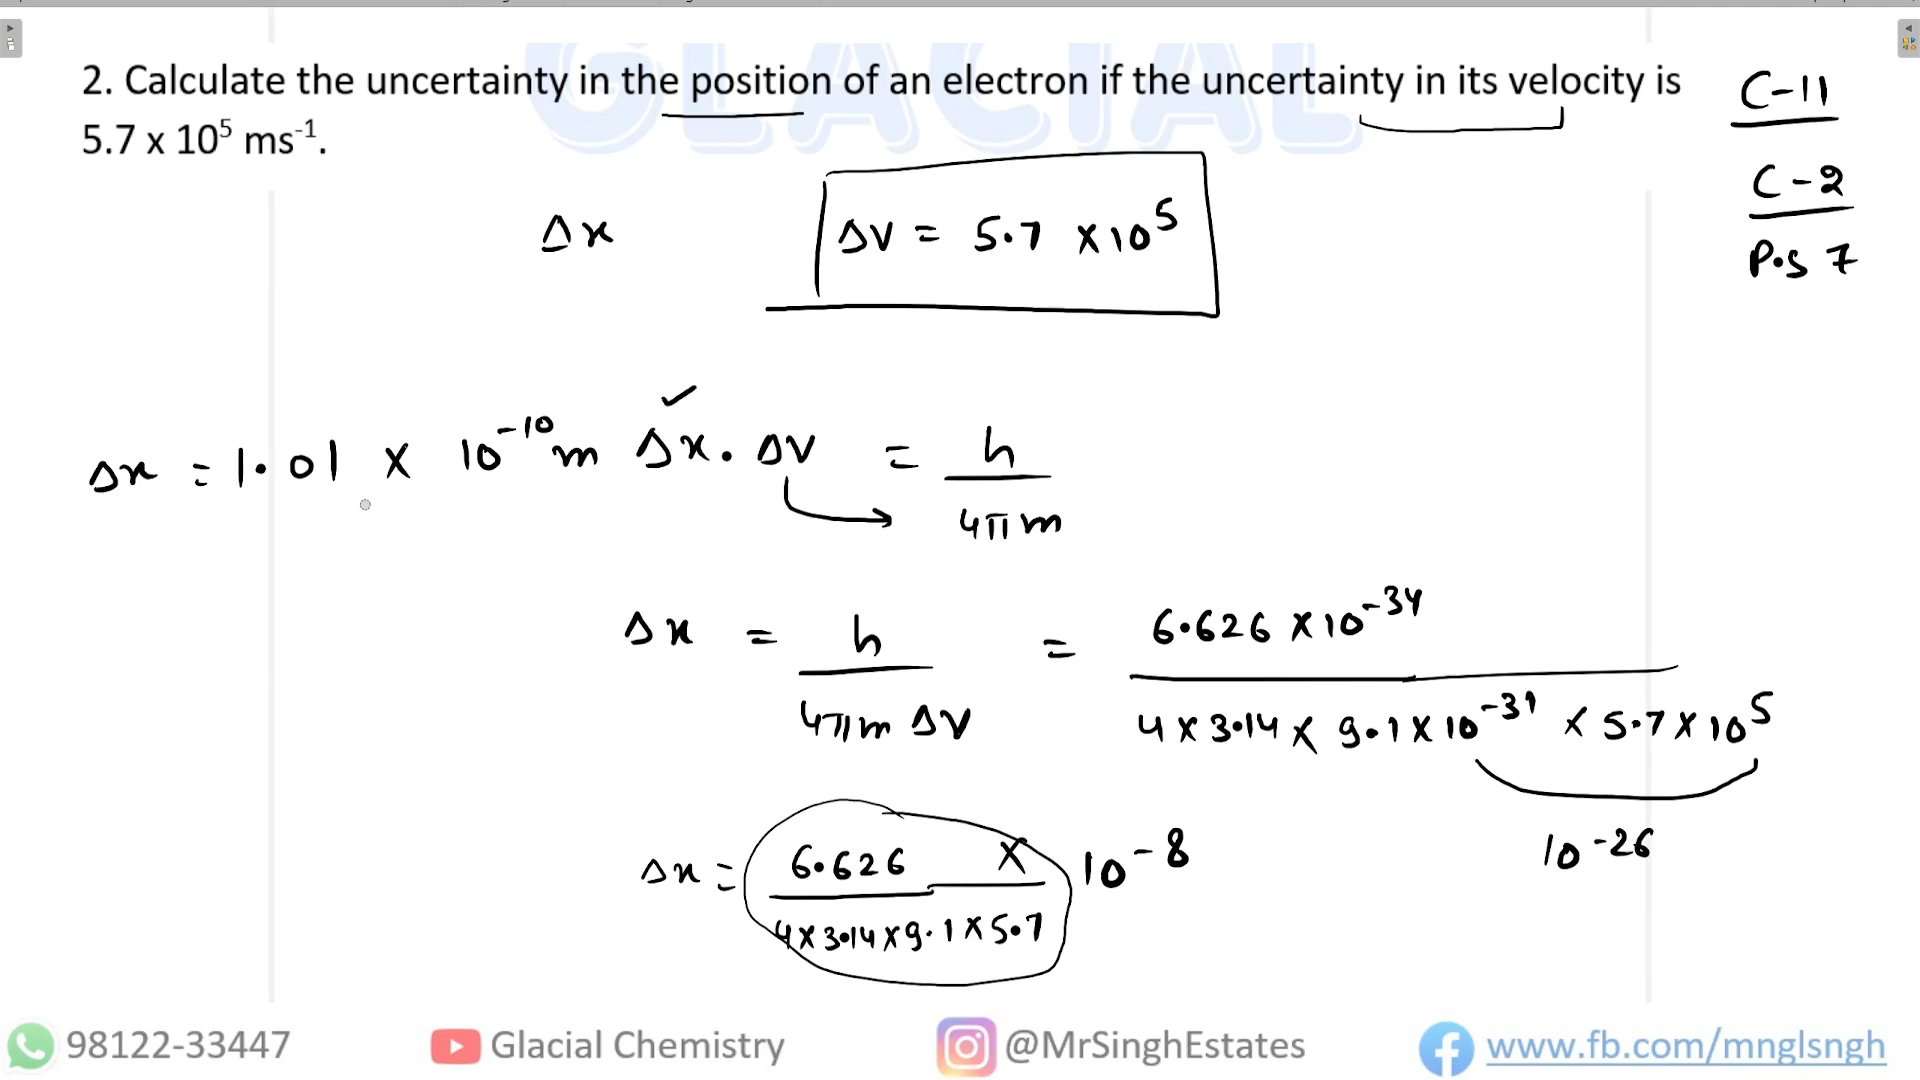 GLACIAL
2. Calculate the uncertainty in the position of an electron if the uncertainty in its velocity is
5.7 x 10⁵ ms⁻¹.
C-11
C-2
P.S 7
Δx
ΔV = 5.7 × 10⁵
Δx = 1.01 × 10⁻¹⁰ m
Δx . ΔV = h / 4πm
Δx = h / 4πm ΔV = 6.626 × 10⁻³⁴ / 4 × 3.14 × 9.1 × 10⁻³¹ × 5.7 × 10⁵
10⁻²⁶
Δx = 6.626 × / 4 × 3.14 × 9.1 × 5.7 10⁻⁸
98122-33447
Glacial Chemistry
@MrSinghEstates
www.fb.com/mnglsngh